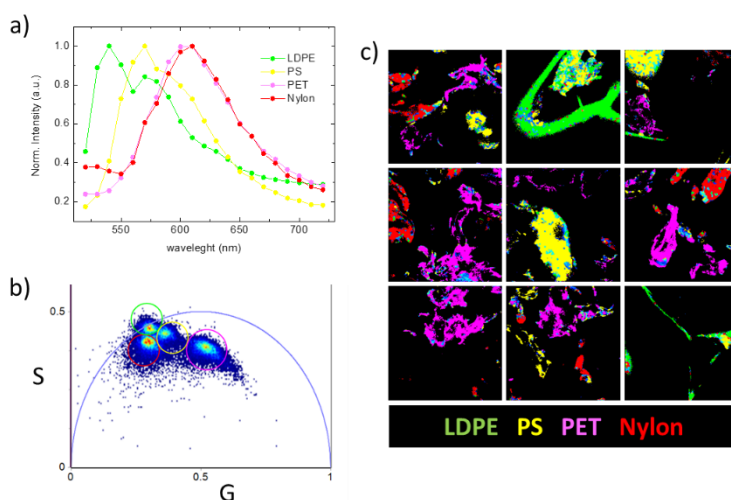 a)
Norm. Intensity (a.u.)
1.0
0.8
0.6
0.4
0.2
LDPE
PS
PET
Nylon
550
600
650
700
waveleght (nm)
b)
S
0.5
0
0
0.5
1
G
c)
LDPE PS PET Nylon